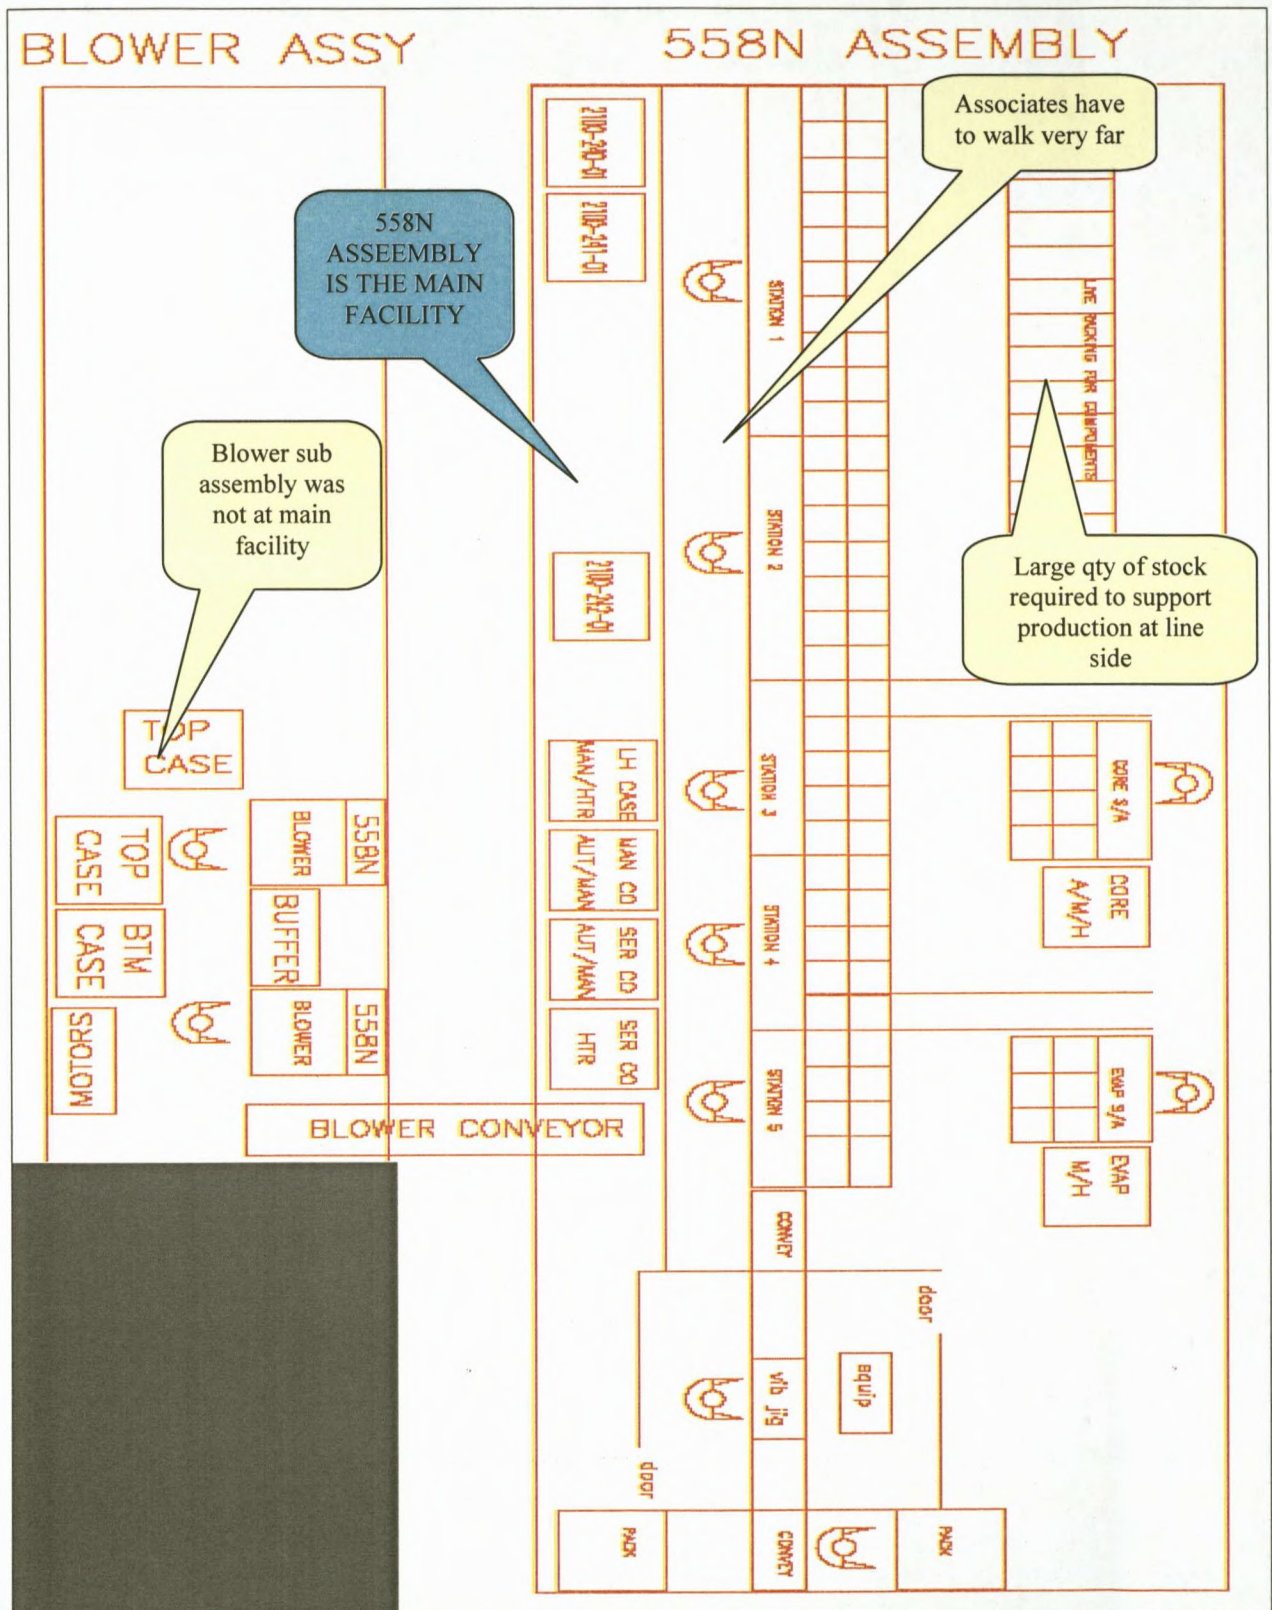 BLOWER ASSY
558N ASSEMBLY
Associates have
to walk very far
558N
ASSEEMBLY
IS THE MAIN
FACILITY
Blower sub
assembly was
not at main
facility
Large qty of stock
required to support
production at line
side
2100-240-01
2100-241-01
2100-242-01
STATION 1
STATION 2
STATION 3
STATION 4
STATION 5
LINE RACKING FOR COMPONENTS
TOP
CASE
TOP
CASE
BTM
CASE
MOTORS
558N
BLOWER
BUFFER
558N
BLOWER
LH CASE
MAN/HTR
MAN CO
AUT/MAN
SER CO
AUT/MAN
SER CO
HTR
BLOWER CONVEYOR
CORE S/A
CORE
A/M/H
EVAP S/A
EVAP
M/H
CONVEY
door
equip
vib jig
door
PACK
CONVEY
PACK